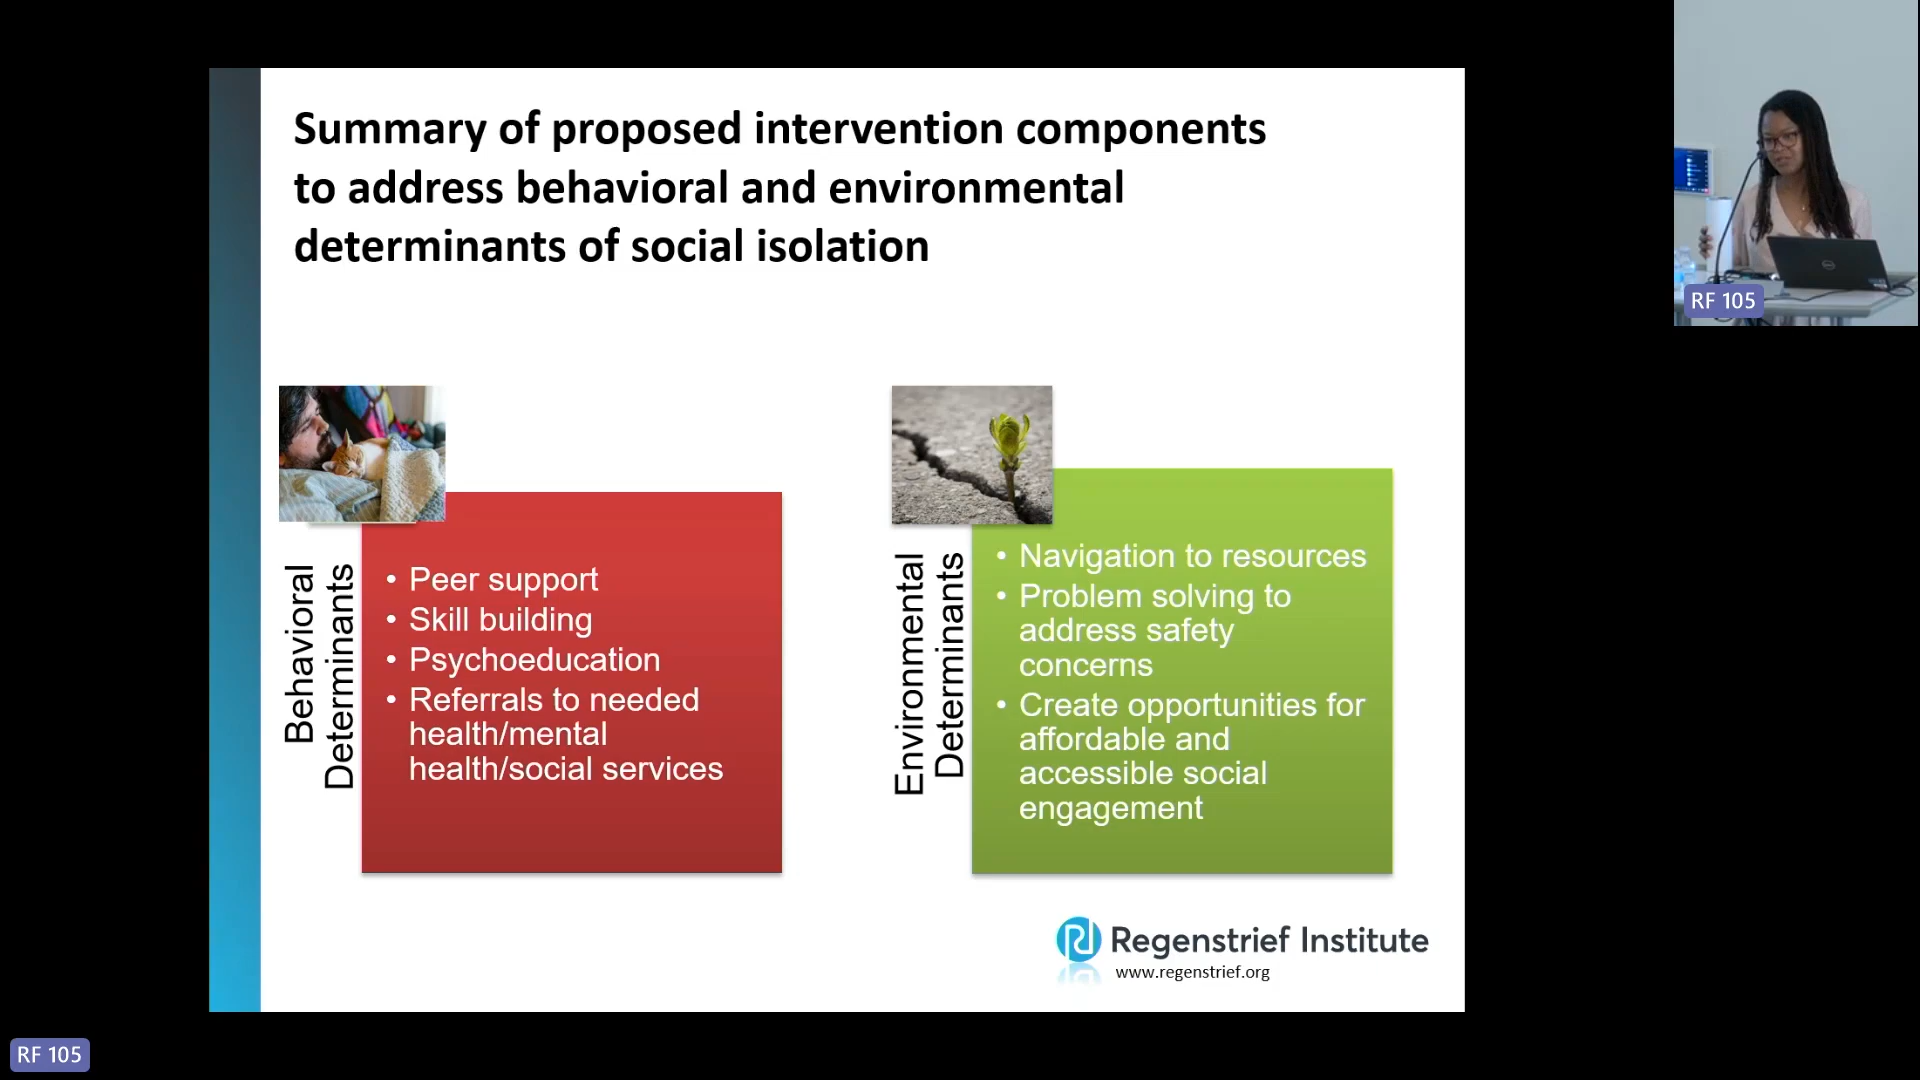 Summary of proposed intervention components
to address behavioral and environmental
determinants of social isolation
Behavioral
Determinants
• Peer support
• Skill building
• Psychoeducation
• Referrals to needed
health/mental
health/social services
Environmental
Determinants
• Navigation to resources
• Problem solving to
address safety
concerns
• Create opportunities for
affordable and
accessible social
engagement
Regenstrief Institute
www.regenstrief.org
RF 105
RF 105